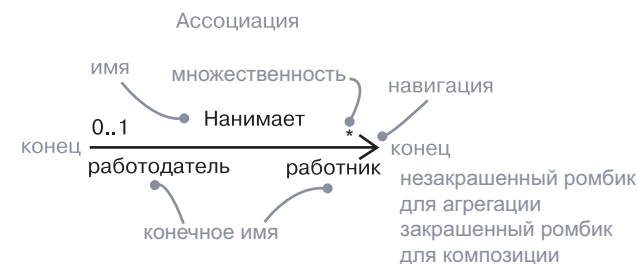 Ассоциация
имя
множественность
навигация
0..1
Нанимает
*
конец
конец
работодатель
работник
незакрашенный ромбик
для агрегации
закрашенный ромбик
для композиции
конечное имя